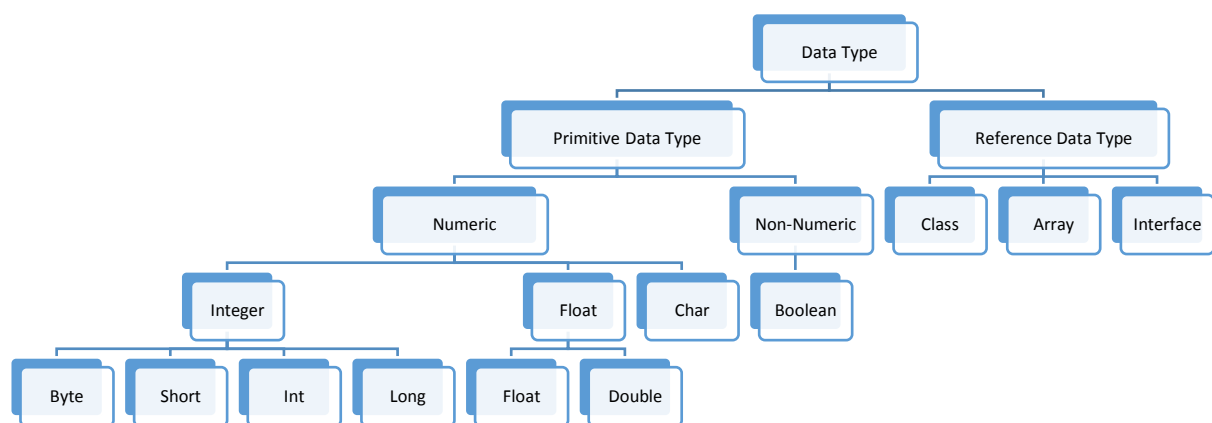 Data Type
Primitive Data Type
Reference Data Type
Numeric
Non-Numeric
Class
Array
Interface
Integer
Float
Char
Boolean
Byte
Short
Int
Long
Float
Double